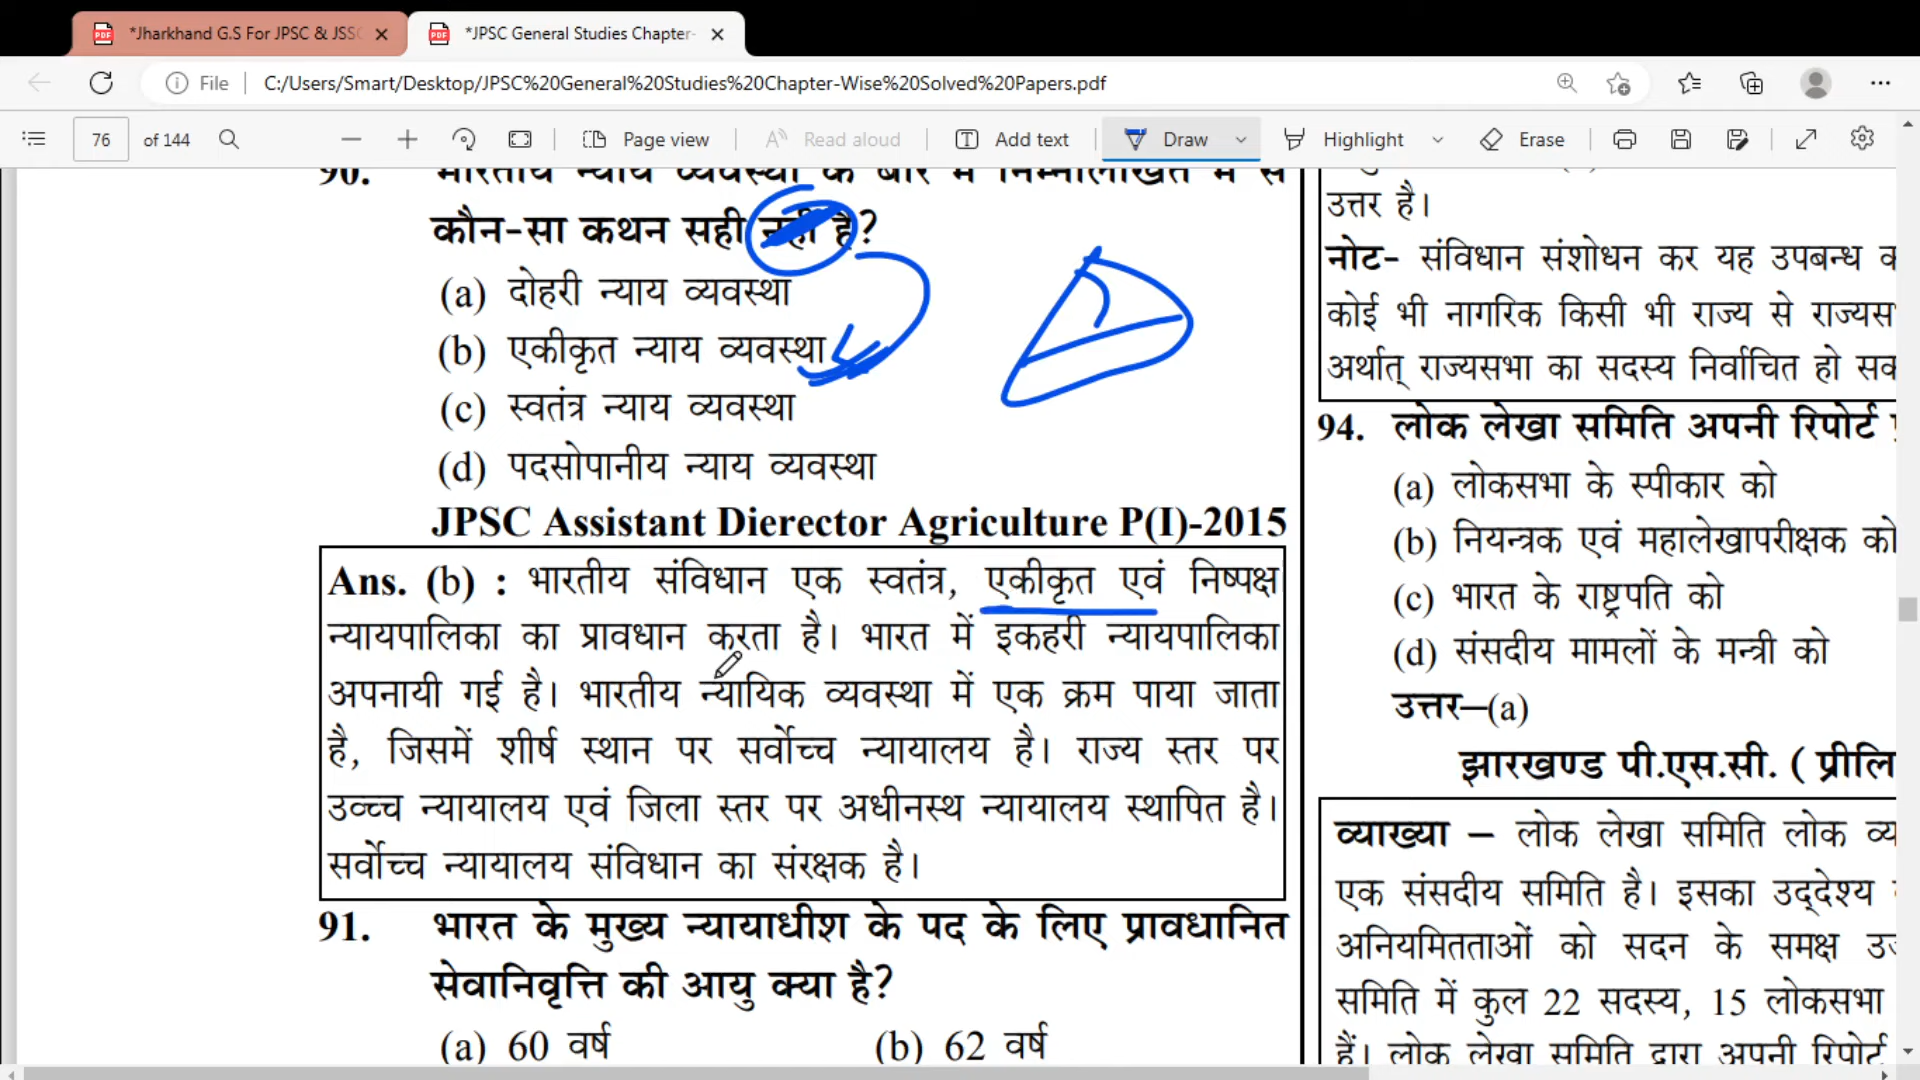 *Jharkhand G.S For JPSC & JSSC
*JPSC General Studies Chapter-
File
C:/Users/Smart/Desktop/JPSC%20General%20Studies%20Chapter-Wise%20Solved%20Papers.pdf
76 of 144
Page view
Read aloud
Add text
Draw
Highlight
Erase
90. भारतीय न्याय व्यवस्था के बारे में निम्नलिखित में से
कौन-सा कथन सही नहीं है?
(a) दोहरी न्याय व्यवस्था
(b) एकीकृत न्याय व्यवस्था
(c) स्वतंत्र न्याय व्यवस्था
(d) पदसोपानीय न्याय व्यवस्था
JPSC Assistant Dierector Agriculture P(I)-2015
Ans. (b) : भारतीय संविधान एक स्वतंत्र, एकीकृत एवं निष्पक्ष
न्यायपालिका का प्रावधान करता है। भारत में इकहरी न्यायपालिका
अपनायी गई है। भारतीय न्यायिक व्यवस्था में एक क्रम पाया जाता
है, जिसमें शीर्ष स्थान पर सर्वोच्च न्यायालय है। राज्य स्तर पर
उच्च न्यायालय एवं जिला स्तर पर अधीनस्थ न्यायालय स्थापित है।
सर्वोच्च न्यायालय संविधान का संरक्षक है।
91. भारत के मुख्य न्यायाधीश के पद के लिए प्रावधानित
सेवानिवृत्ति की आयु क्या है?
(a) 60 वर्ष (b) 62 वर्ष
उत्तर है।
नोट- संविधान संशोधन कर यह उपबन्ध
कोई भी नागरिक किसी भी राज्य से
अर्थात् राज्यसभा का सदस्य निर्वाचित हो
94. लोक लेखा समिति अपनी रिपोर्ट
(a) लोकसभा के स्पीकार को
(b) नियन्त्रक एवं महालेखापरीक्षक को
(c) भारत के राष्ट्रपति को
(d) संसदीय मामलों के मन्त्री को
उत्तर–(a)
झारखण्ड पी.एस.सी. (
व्याख्या – लोक लेखा समिति लोक
एक संसदीय समिति है। इसका उद्देश्य
अनियमितताओं को सदन के समक्ष
समिति में कुल 22 सदस्य, 15 लोकसभा
हैं। लोक लेखा समिति द्वारा अपनी रिपोर्ट